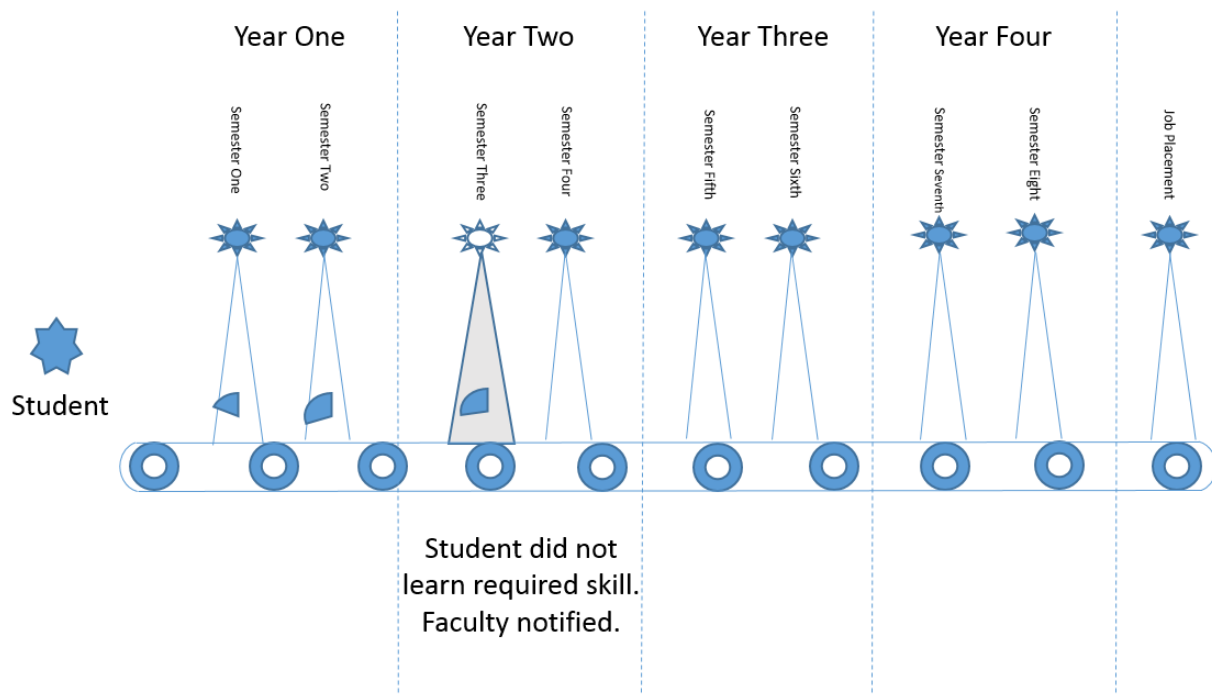 Year One
Year Two
Year Three
Year Four
Semester One
Semester Two
Semester Three
Semester Four
Semester Fifth
Semester Sixth
Semester Seventh
Semester Eight
Job Placement
Student
Student did not
learn required skill.
Faculty notified.